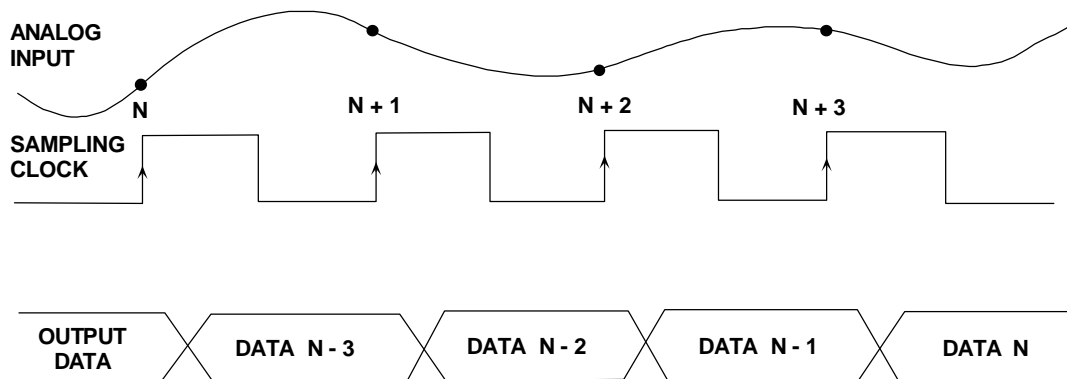 ANALOG
INPUT
N
N + 1
N + 2
N + 3
SAMPLING
CLOCK
OUTPUT
DATA
DATA N - 3
DATA N - 2
DATA N - 1
DATA N